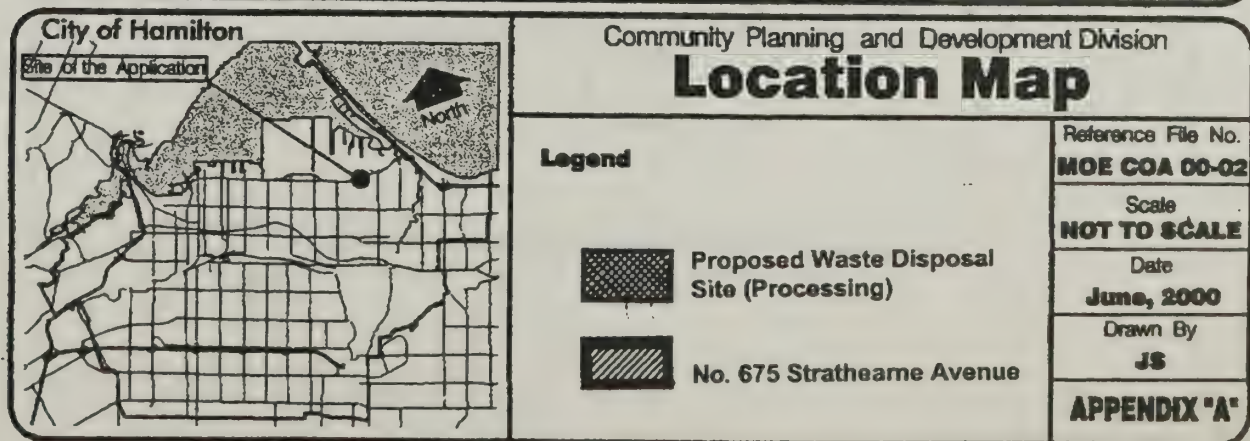 City of Hamilton
Site of the Application
North
Community Planning and Development Division
Location Map
Legend
Proposed Waste Disposal
Site (Processing)
No. 675 Strathearne Avenue
Reference File No.
MOE COA 00-02
Scale
NOT TO SCALE
Date
June, 2000
Drawn By
JS
APPENDIX "A"